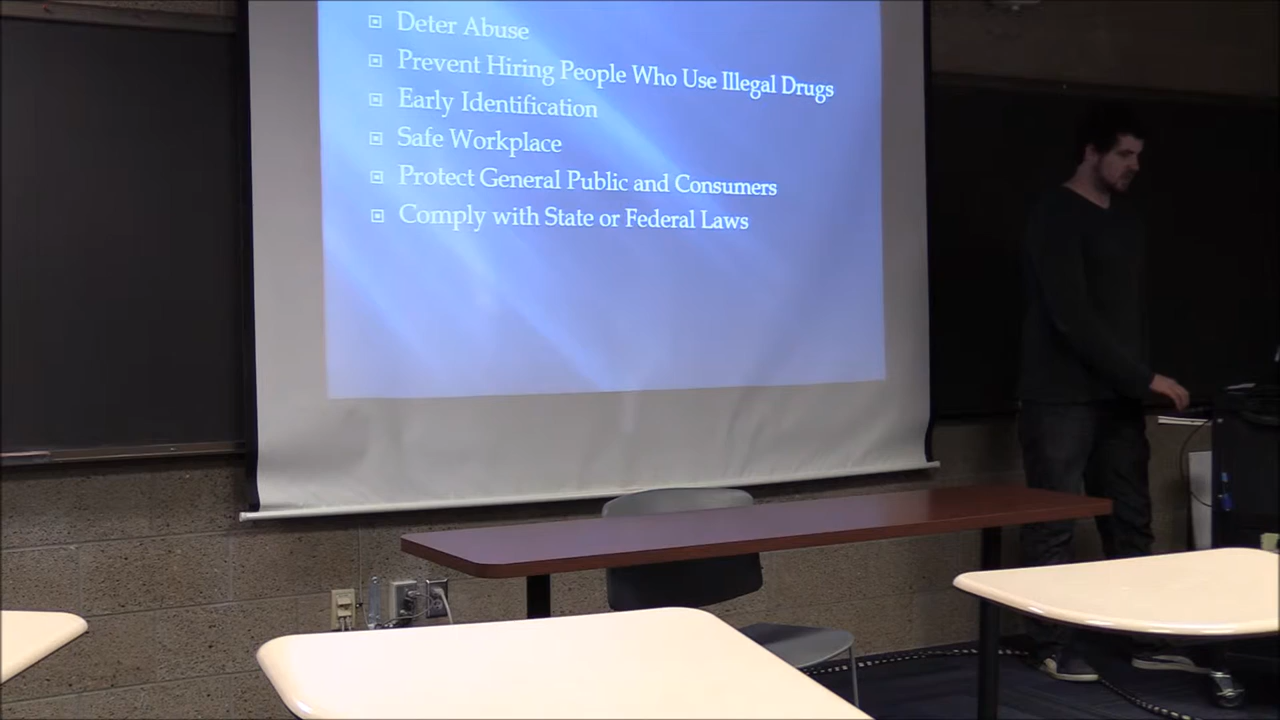 Deter Abuse
Prevent Hiring People Who Use Illegal Drugs
Early Identification
Safe Workplace
Protect General Public and Consumers
Comply with State or Federal Laws